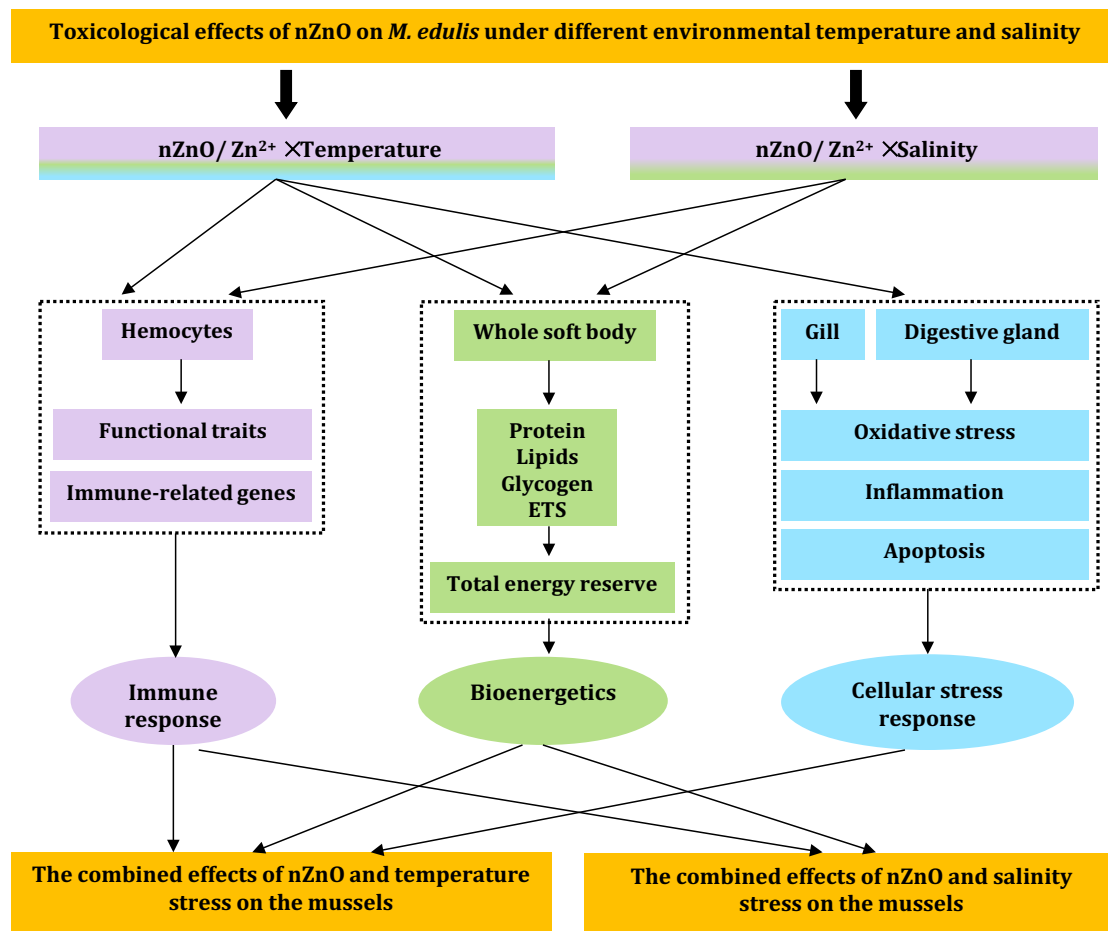 Toxicological effects of nZnO on M. edulis under different environmental temperature and salinity
nZnO/ Zn²⁺ ×Temperature
nZnO/ Zn²⁺ ×Salinity
Hemocytes
Functional traits
Immune-related genes
Whole soft body
Protein
Lipids
Glycogen
ETS
Total energy reserve
Gill
Digestive gland
Oxidative stress
Inflammation
Apoptosis
Immune
response
Bioenergetics
Cellular stress
response
The combined effects of nZnO and temperature
stress on the mussels
The combined effects of nZnO and salinity
stress on the mussels